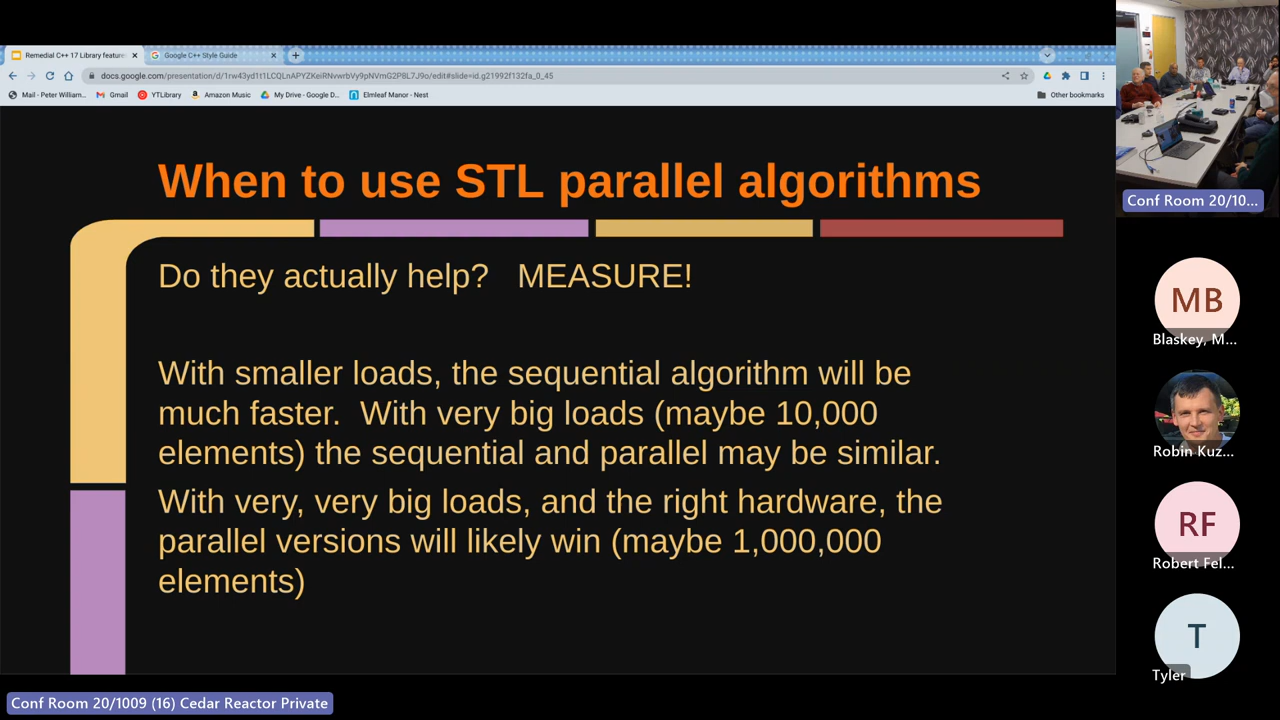 Remedial C++ 17 Library feature
Google C++ Style Guide
docs.google.com/presentation/d/1rw43yd1t1LCQLnAPYZKeiRNvwrbVy9pNVmG2P8L7J9o/edit#slide=id.g21992f132fa_0_45
Mail - Peter William...
Gmail
YTLibrary
Amazon Music
My Drive - Google D...
Elmleaf Manor - Nest
Other bookmarks
When to use STL parallel algorithms
Do they actually help? MEASURE!
With smaller loads, the sequential algorithm will be
much faster. With very big loads (maybe 10,000
elements) the sequential and parallel may be similar.
With very, very big loads, and the right hardware, the
parallel versions will likely win (maybe 1,000,000
elements)
Conf Room 20/10...
MB
Blaskey, M...
Robin Kuz...
RF
Robert Fel...
T
Tyler
Conf Room 20/1009 (16) Cedar Reactor Private